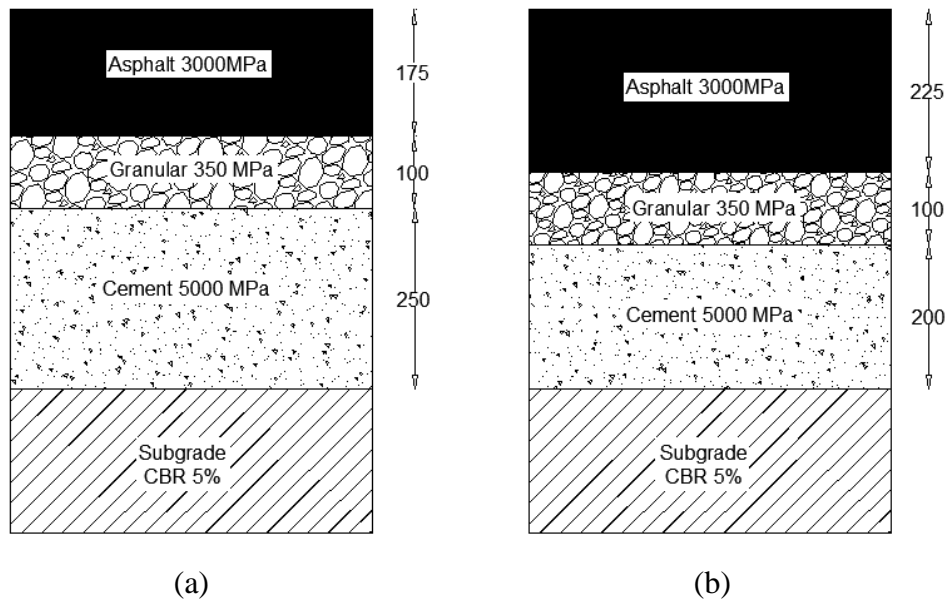 Asphalt 3000MPa
175
Granular 350 MPa
100
Cement 5000 MPa
250
Subgrade
CBR 5%
(a)
Asphalt 3000MPa
225
Granular 350 MPa
100
Cement 5000 MPa
200
Subgrade
CBR 5%
(b)